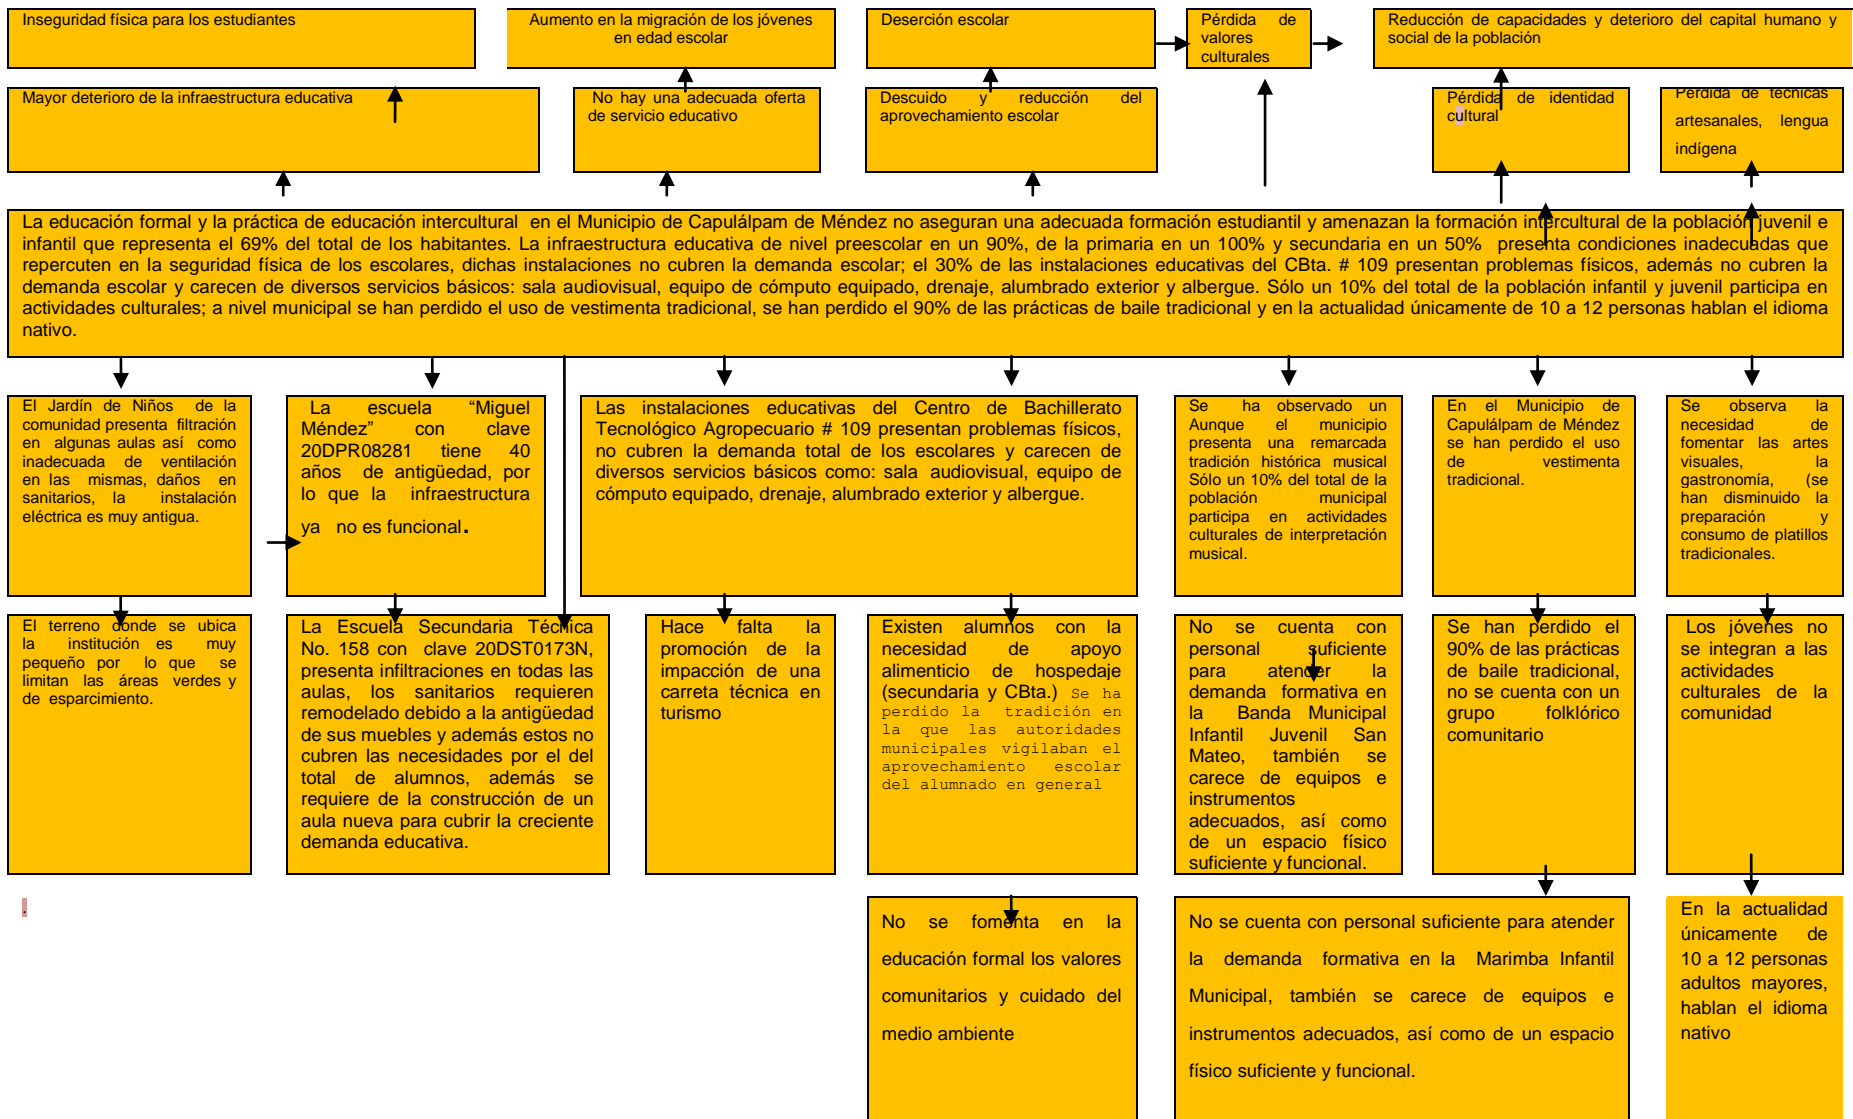 Inseguridad física para los estudiantes
Aumento en la migración de los jóvenes
en edad escolar
Deserción escolar
Pérdida de
valores
culturales
Reducción de capacidades y deterioro del capital humano y
social de la población
Mayor deterioro de la infraestructura educativa
No hay una adecuada oferta
de servicio educativo
Descuido y reducción del
aprovechamiento escolar
Pérdida de identidad
cultural
Pérdida de técnicas
artesanales, lengua
indígena
La educación formal y la práctica de educación intercultural en el Municipio de Capulálpam de Méndez no aseguran una adecuada formación estudiantil y amenazan la formación intercultural de la población juvenil e
infantil que representa el 69% del total de los habitantes. La infraestructura educativa de nivel preescolar en un 90%, de la primaria en un 100% y secundaria en un 50% presenta condiciones inadecuadas que
repercuten en la seguridad física de los escolares, dichas instalaciones no cubren la demanda escolar; el 30% de las instalaciones educativas del CBta. # 109 presentan problemas físicos, además no cubren la
demanda escolar y carecen de diversos servicios básicos: sala audiovisual, equipo de cómputo equipado, drenaje, alumbrado exterior y albergue. Sólo un 10% del total de la población infantil y juvenil participa en
actividades culturales; a nivel municipal se han perdido el uso de vestimenta tradicional, se han perdido el 90% de las prácticas de baile tradicional y en la actualidad únicamente de 10 a 12 personas hablan el idioma
nativo.
El Jardín de Niños de la
comunidad presenta filtración
en algunas aulas así como
inadecuada de ventilación
en las mismas, daños en
sanitarios, la instalación
eléctrica es muy antigua.
La escuela “Miguel
Méndez” con clave
20DPR08281 tiene 40
años de antigüedad, por
lo que la infraestructura
ya no es funcional.
Las instalaciones educativas del Centro de Bachillerato
Tecnológico Agropecuario # 109 presentan problemas físicos,
no cubren la demanda total de los escolares y carecen de
diversos servicios básicos como: sala audiovisual, equipo de
cómputo equipado, drenaje, alumbrado exterior y albergue.
Se ha observado un
Aunque el municipio
presenta una remarcada
tradición histórica musical
Sólo un 10% del total de la
población municipal
participa en actividades
culturales de interpretación
musical.
En el Municipio de
Capulálpam de Méndez
se han perdido el uso
de vestimenta
tradicional.
Se observa la
necesidad de
fomentar las artes
visuales, la
gastronomía, (se
han disminuido la
preparación y
consumo de platillos
tradicionales.
El terreno donde se ubica
la institución es muy
pequeño por lo que se
limitan las áreas verdes y
de esparcimiento.
La Escuela Secundaria Técnica
No. 158 con clave 20DST0173N,
presenta infiltraciones en todas las
aulas, los sanitarios requieren
remodelado debido a la antigüedad
de sus muebles y además estos no
cubren las necesidades por el del
total de alumnos, además se
requiere de la construcción de un
aula nueva para cubrir la creciente
demanda educativa.
Hace falta la
promoción de la
impacción de una
carreta técnica en
turismo
Existen alumnos con la
necesidad de apoyo
alimenticio de hospedaje
(secundaria y CBta.) Se ha
perdido la tradición en
la que las autoridades
municipales vigilaban el
aprovechamiento escolar
del alumnado en general
No se cuenta con
personal suficiente
para atender la
demanda formativa en
la Banda Municipal
Infantil Juvenil San
Mateo, también se
carece de equipos e
instrumentos
adecuados, así como
de un espacio físico
suficiente y funcional.
Se han perdido el
90% de las prácticas
de baile tradicional,
no se cuenta con un
grupo folklórico
comunitario
Los jóvenes no
se integran a las
actividades
culturales de la
comunidad
.
No se fomenta en la
educación formal los valores
comunitarios y cuidado del
medio ambiente
No se cuenta con personal suficiente para atender
la demanda formativa en la Marimba Infantil
Municipal, también se carece de equipos e
instrumentos adecuados, así como de un espacio
físico suficiente y funcional.
En la actualidad
únicamente de
10 a 12 personas
adultos mayores,
hablan el idioma
nativo